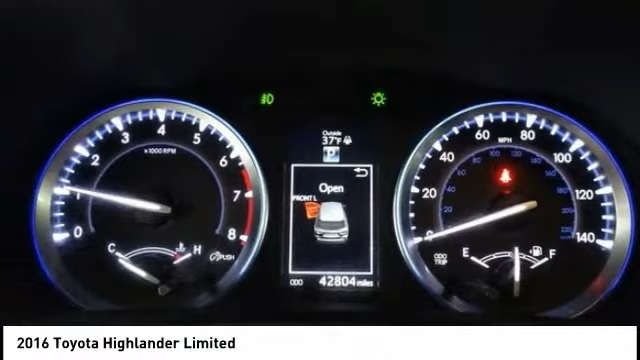 Outside
37°F
P
Open
FRONT L
ODO 42804 miles
x1000 RPM
0 1 2 3 4 5 6 7 8
C H
PUSH
MPH
0 20 40 60 80 100 120 140
ODO
TRIP
E F
2016 Toyota Highlander Limited